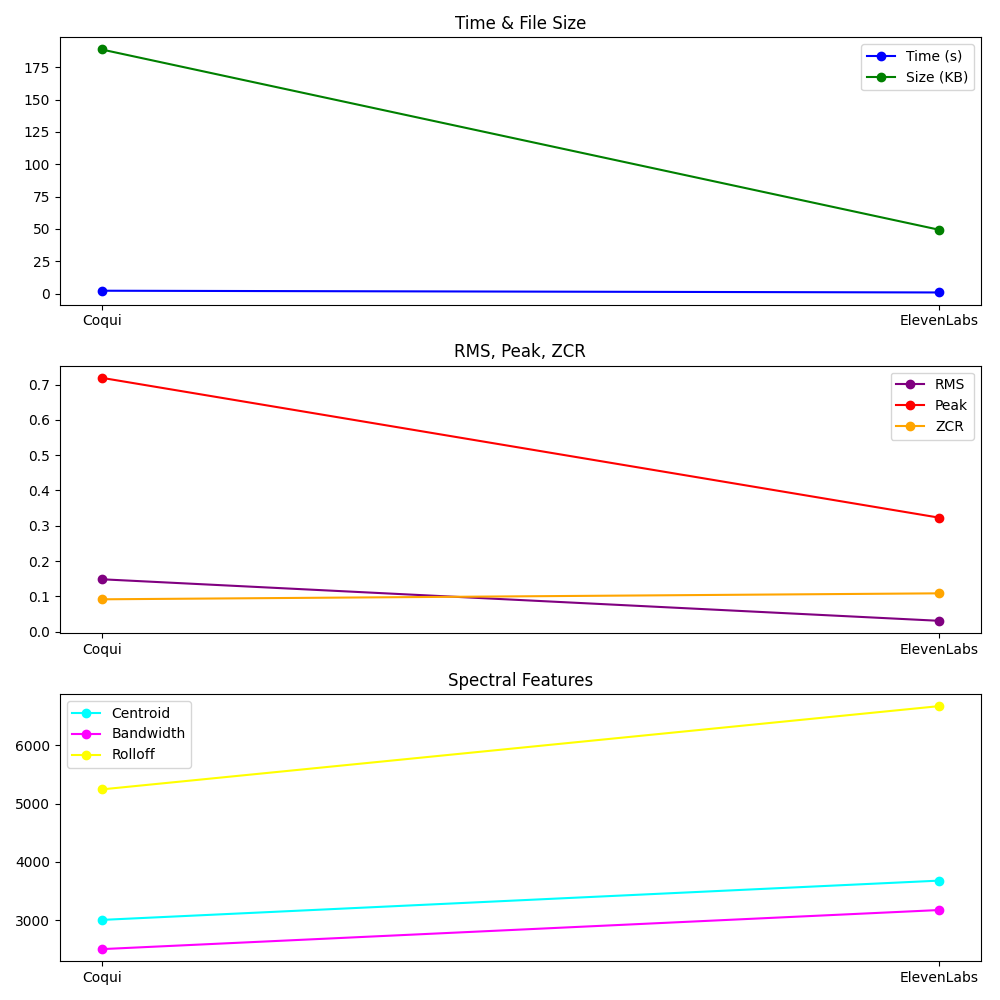 Time & File Size
175
150
125
100
75
50
25
0
Time (s)
Size (KB)
Coqui
ElevenLabs
RMS, Peak, ZCR
0.7
0.6
0.5
0.4
0.3
0.2
0.1
0.0
RMS
Peak
ZCR
Coqui
ElevenLabs
Spectral Features
6000
5000
4000
3000
Centroid
Bandwidth
Rolloff
Coqui
ElevenLabs